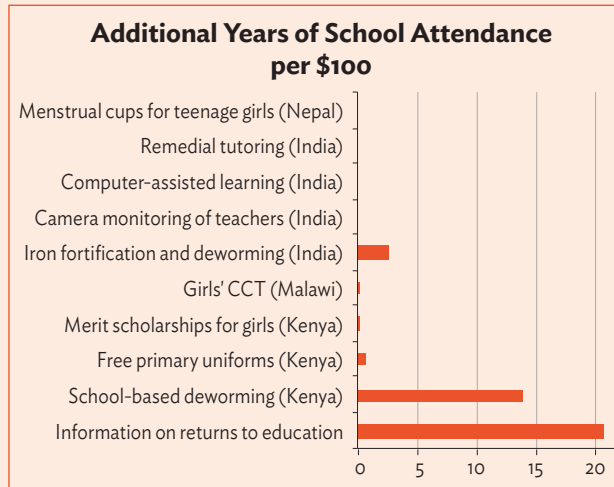 Additional Years of School Attendance
per $100
Menstrual cups for teenage girls (Nepal)
Remedial tutoring (India)
Computer-assisted learning (India)
Camera monitoring of teachers (India)
Iron fortification and deworming (India)
Girls' CCT (Malawi)
Merit scholarships for girls (Kenya)
Free primary uniforms (Kenya)
School-based deworming (Kenya)
Information on returns to education
0 5 10 15 20